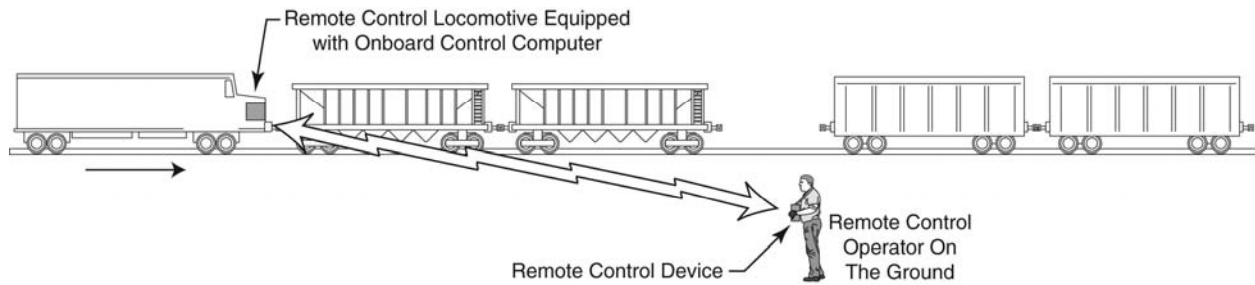 Remote Control Locomotive Equipped
with Onboard Control Computer
Remote Control
Operator On
The Ground
Remote Control Device